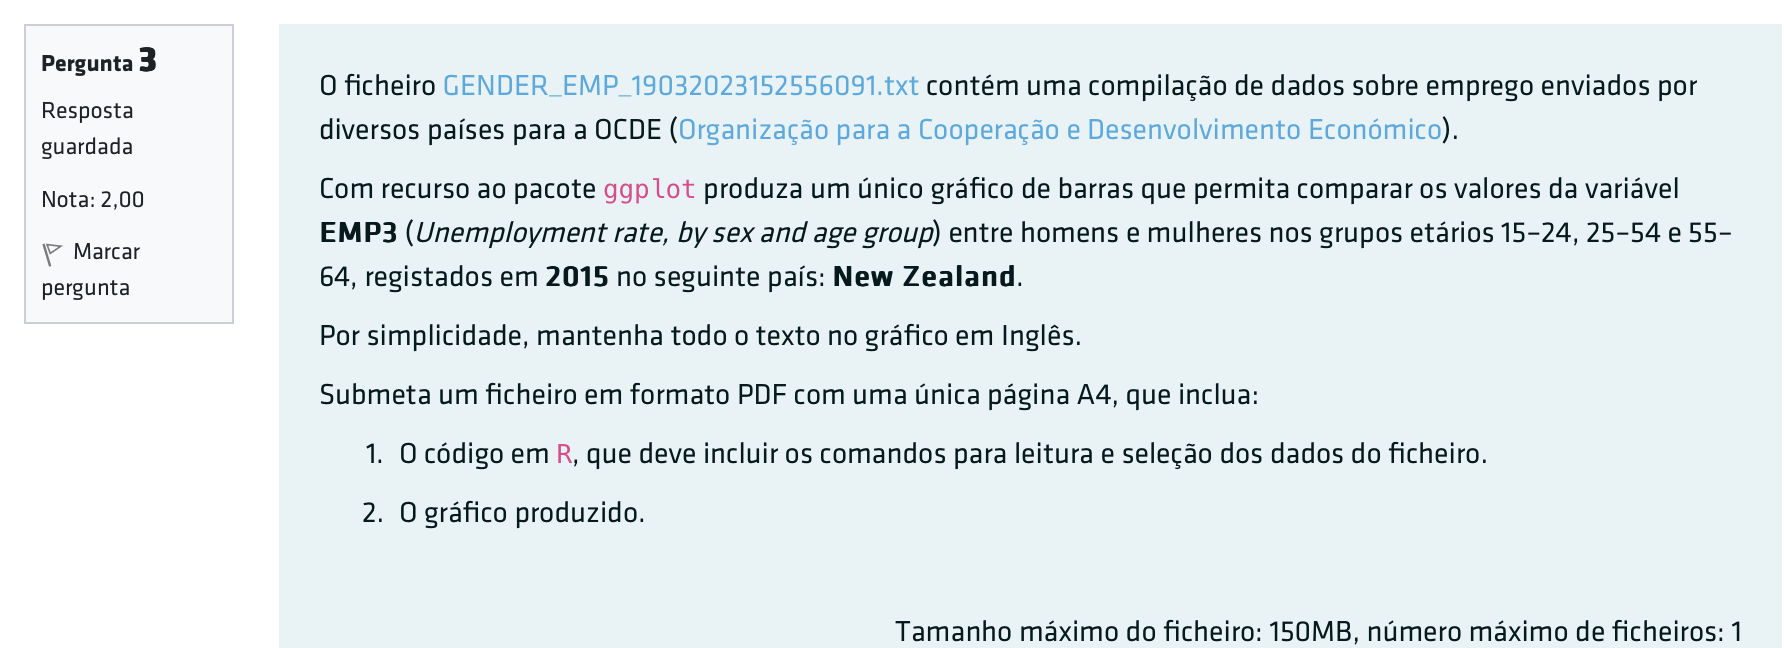 Pergunta 3
Resposta
guardada
Nota: 2,00
Marcar
pergunta
O ficheiro GENDER_EMP_19032023152556091.txt contém uma compilação de dados sobre emprego enviados por
diversos países para a OCDE (Organização para a Cooperação e Desenvolvimento Económico).
Com recurso ao pacote ggplot produza um único gráfico de barras que permita comparar os valores da variável
EMP3 (Unemployment rate, by sex and age group) entre homens e mulheres nos grupos etários 15–24, 25–54 e 55–
64, registados em 2015 no seguinte país: New Zealand.
Por simplicidade, mantenha todo o texto no gráfico em Inglês.
Submeta um ficheiro em formato PDF com uma única página A4, que inclua:
1. O código em R, que deve incluir os comandos para leitura e seleção dos dados do ficheiro.
2. O gráfico produzido.
Tamanho máximo do ficheiro: 150MB, número máximo de ficheiros: 1